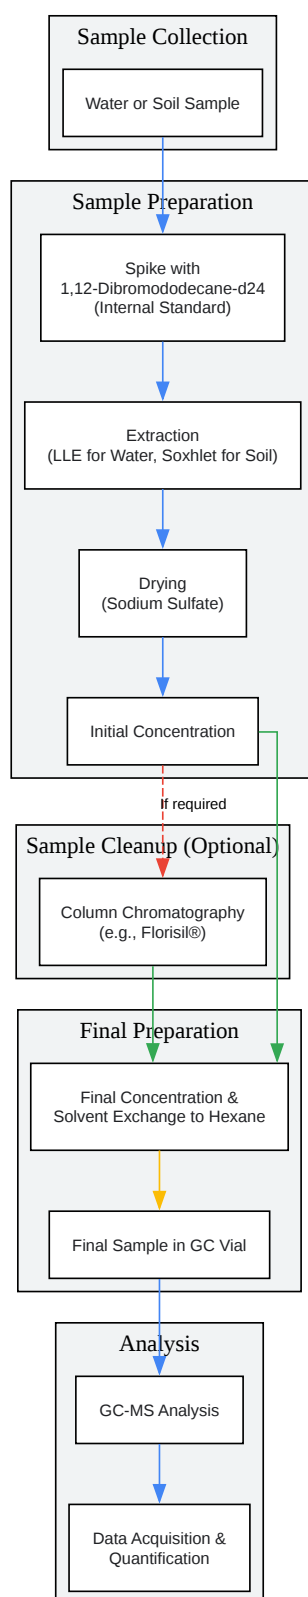 Sample Collection
Water or Soil Sample
Sample Preparation
Spike with
1,12-Dibromododecane-d24
(Internal Standard)
Extraction
(LLE for Water, Soxhlet for Soil)
Drying
(Sodium Sulfate)
Initial Concentration
If required
Sample Cleanup (Optional)
Column Chromatography
(e.g., Florisil®)
Final Preparation
Final Concentration &
Solvent Exchange to Hexane
Final Sample in GC Vial
Analysis
GC-MS Analysis
Data Acquisition &
Quantification